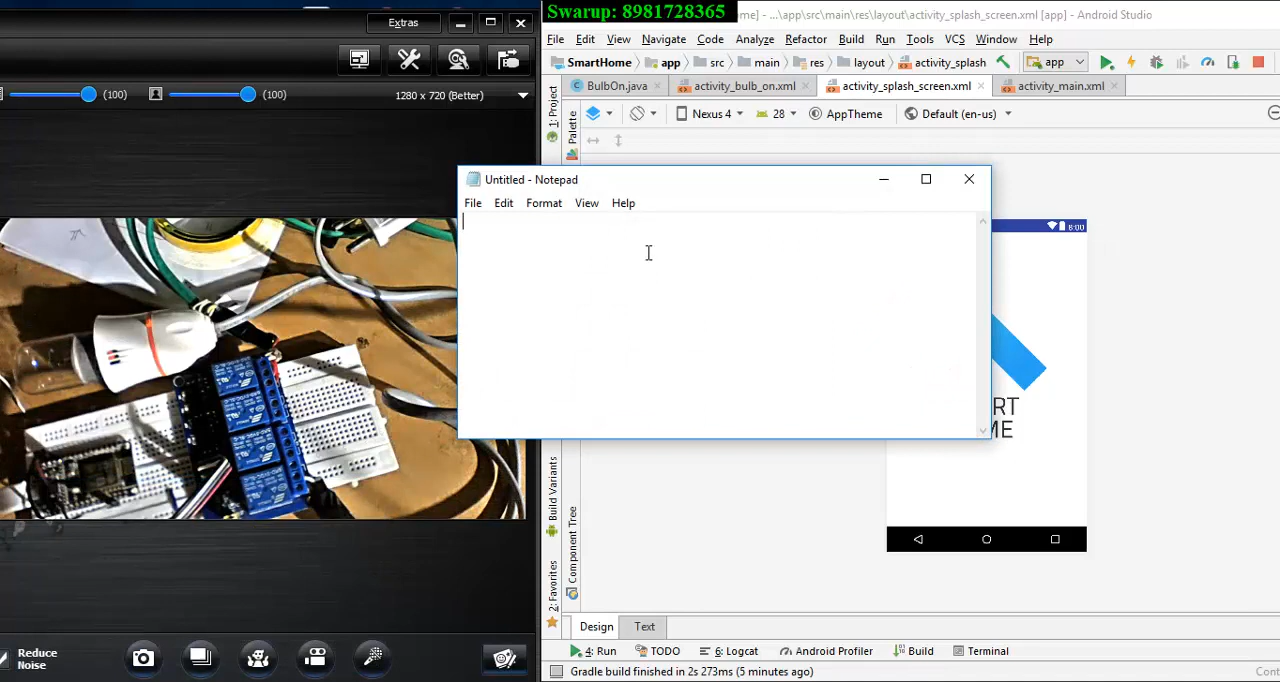 Extras
(100)
(100)
1280 x 720 (Better)
Reduce
Noise
Swarup: 8981728365
ome] - ...\app\src\main\res\layout\activity_splash_screen.xml [app] - Android Studio
File Edit View Navigate Code Analyze Refactor Build Run Tools VCS Window Help
SmartHome app src main res layout activity_splash app
BulbOn.java activity_bulb_on.xml activity_splash_screen.xml activity_main.xml
1: Project
Palette
Nexus 4 28 AppTheme Default (en-us)
Untitled - Notepad
File Edit Format View Help
8:00
RT
ME
Build Variants
Component Tree
2: Favorites
Design Text
4: Run TODO 6: Logcat Android Profiler Build Terminal
Gradle build finished in 2s 273ms (5 minutes ago)
Cont